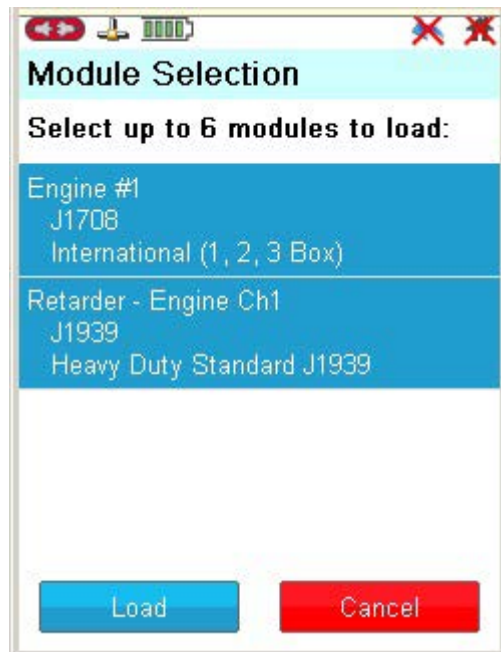 Module Selection
Select up to 6 modules to load:
Engine #1
J1708
International (1, 2, 3 Box)
Retarder - Engine Ch1
J1939
Heavy Duty Standard J1939
Load
Cancel